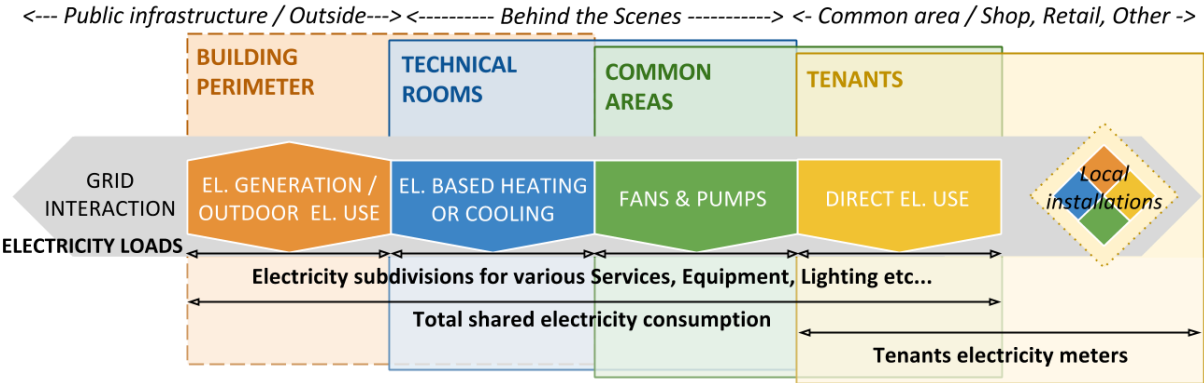 <--- Public infrastructure / Outside---> <---------- Behind the Scenes ----------> <- Common area / Shop, Retail, Other ->
BUILDING
PERIMETER
TECHNICAL
ROOMS
COMMON
AREAS
TENANTS
GRID
INTERACTION
EL. GENERATION /
OUTDOOR EL. USE
EL. BASED HEATING
OR COOLING
FANS & PUMPS
DIRECT EL. USE
Local
installations
ELECTRICITY LOADS
Electricity subdivisions for various Services, Equipment, Lighting etc...
Total shared electricity consumption
Tenants electricity meters